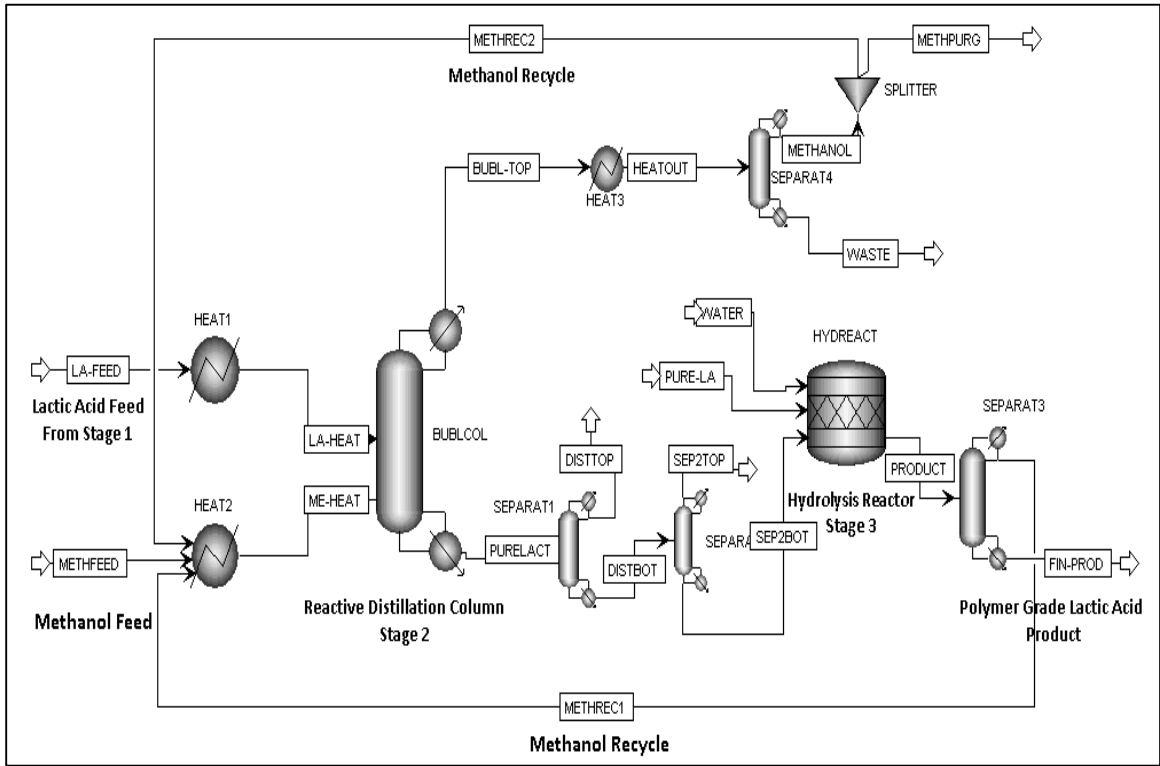 METHREC2
METHPURG
Methanol Recycle
SPLITTER
METHANOL
BUBL-TOP
HEATOUT
SEPARAT4
HEAT3
WASTE
WATER
HEAT1
HYDREACT
PURE-LA
LA-FEED
SEPARAT3
Lactic Acid Feed
From Stage 1
LA-HEAT
BUBLCOL
DISTTOP
SEP2TOP
PRODUCT
HEAT2
ME-HEAT
SEPARAT1
Hydrolysis Reactor
Stage 3
PURELACT
SEPARA
SEP2BOT
METHFEED
DISTBOT
FIN-PROD
Methanol Feed
Reactive Distillation Column
Stage 2
Polymer Grade Lactic Acid
Product
METHREC1
Methanol Recycle